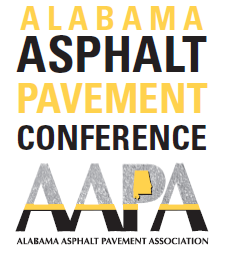 ALABAMA
ASPHALT
PAVEMENT
CONFERENCE
AAPA
ALABAMA ASPHALT PAVEMENT ASSOCIATION